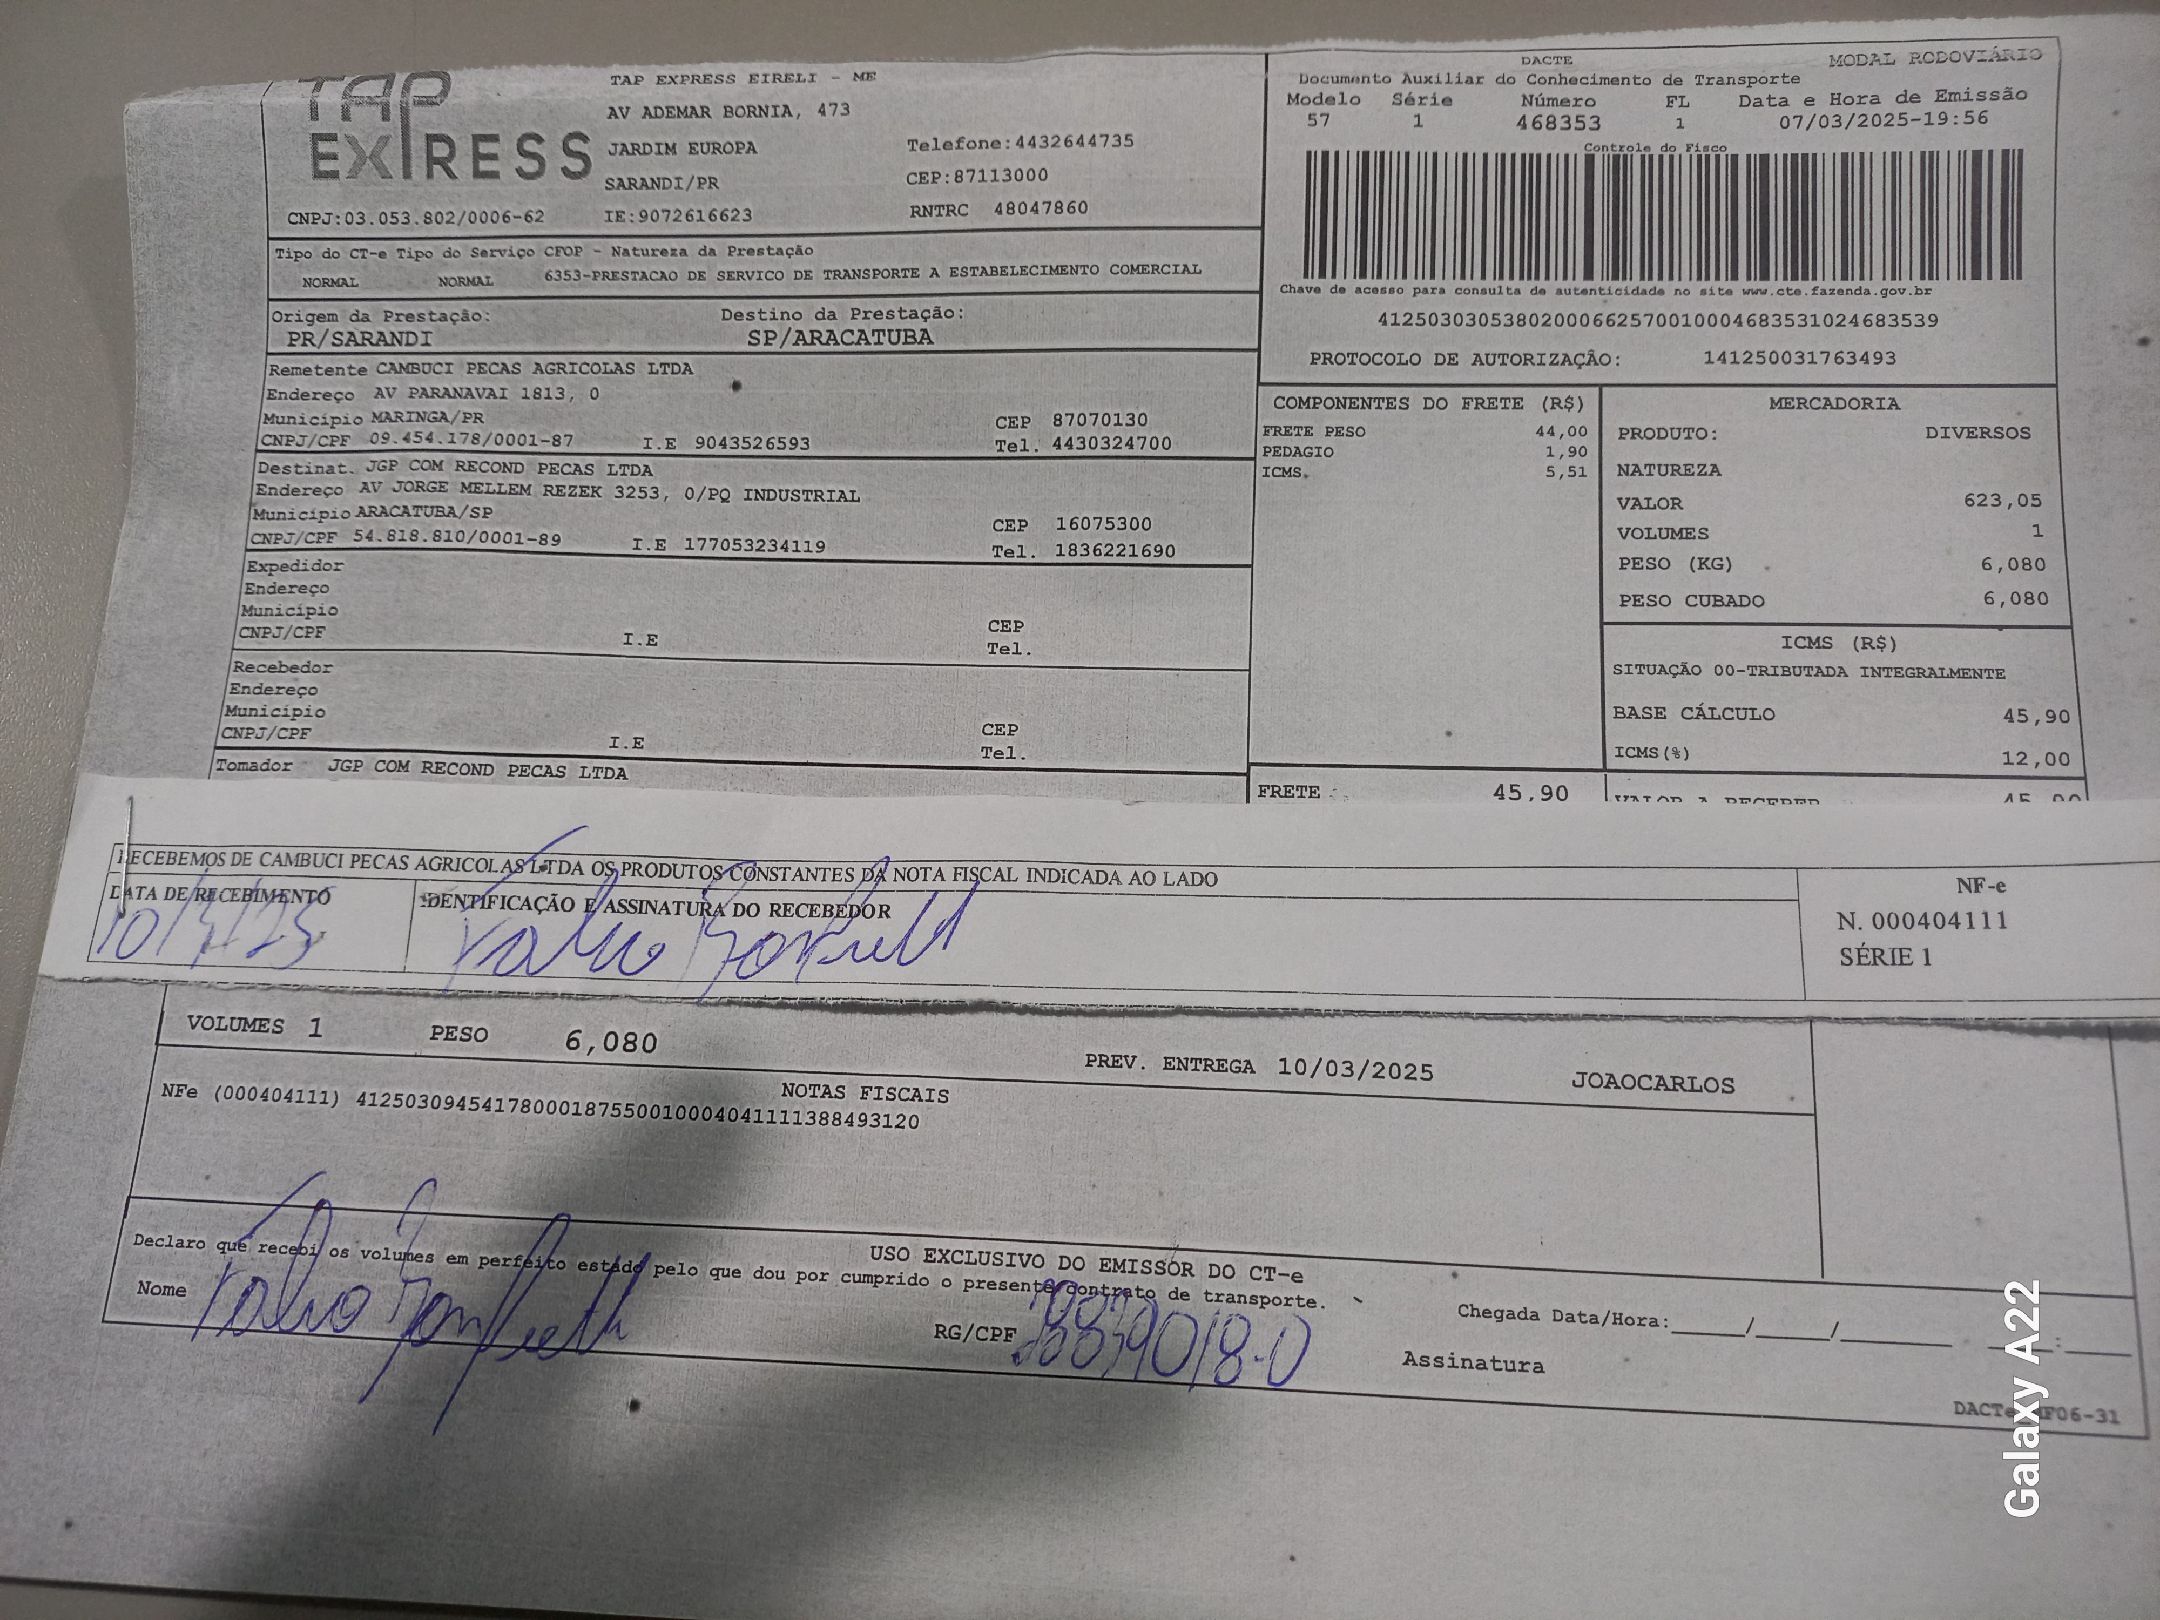 TAP EXPRESS
TAP EXPRESS EIRELI - ME
AV ADEMAR BORNIA, 473
JARDIM EUROPA Telefone:4432644735
SARANDI/PR CEP:87113000
CNPJ:03.053.802/0006-62 IE:9072616623 RNTRC 48047860
DACTE MODAL RODOVIÁRIO
Documento Auxiliar do Conhecimento de Transporte
Modelo Série Número FL Data e Hora de Emissão
57 1 468353 1 07/03/2025-19:56
Controle do Fisco
Chave de acesso para consulta de autenticidade no site www.cte.fazenda.gov.br
41250303053802000662570010004683531024683539
PROTOCOLO DE AUTORIZAÇÃO: 141250031763493
Tipo do CT-e Tipo do Serviço CFOP - Natureza da Prestação
NORMAL NORMAL 6353-PRESTACAO DE SERVICO DE TRANSPORTE A ESTABELECIMENTO COMERCIAL
Origem da Prestação: Destino da Prestação:
PR/SARANDI SP/ARACATUBA
Remetente CAMBUCI PECAS AGRICOLAS LTDA
Endereço AV PARANAVAI 1813, 0
Município MARINGA/PR CEP 87070130
CNPJ/CPF 09.454.178/0001-87 I.E 9043526593 Tel. 4430324700
Destinat. JGP COM RECOND PECAS LTDA
Endereço AV JORGE MELLEM REZEK 3253, 0/PQ INDUSTRIAL
Município ARACATUBA/SP CEP 16075300
CNPJ/CPF 54.818.810/0001-89 I.E 177053234119 Tel. 1836221690
Expedidor
Endereço
Município CEP
CNPJ/CPF I.E Tel.
Recebedor
Endereço
Município CEP
CNPJ/CPF I.E Tel.
Tomador JGP COM RECOND PECAS LTDA
COMPONENTES DO FRETE (R$)
FRETE PESO 44,00
PEDAGIO 1,90
ICMS. 5,51
FRETE 45,90
MERCADORIA
PRODUTO: DIVERSOS
NATUREZA
VALOR 623,05
VOLUMES 1
PESO (KG) 6,080
PESO CUBADO 6,080
ICMS (R$)
SITUAÇÃO 00-TRIBUTADA INTEGRALMENTE
BASE CÁLCULO 45,90
ICMS(%) 12,00
VALOR A RECEBER 45,90
RECEBEMOS DE CAMBUCI PECAS AGRICOLAS LTDA OS PRODUTOS CONSTANTES DA NOTA FISCAL INDICADA AO LADO
DATA DE RECEBIMENTO IDENTIFICAÇÃO E ASSINATURA DO RECEBEDOR
10/3/25
NF-e
N. 000404111
SÉRIE 1
VOLUMES 1 PESO 6,080 PREV. ENTREGA 10/03/2025 JOAOCARLOS
NOTAS FISCAIS
NFe (000404111) 41250309454178000187550010004041111388493120
USO EXCLUSIVO DO EMISSOR DO CT-e
Declaro que recebi os volumes em perfeito estado pelo que dou por cumprido o presente contrato de transporte.
Nome RG/CPF Chegada Data/Hora:_____/_____/_______ ____:____
Assinatura
Galaxy A22